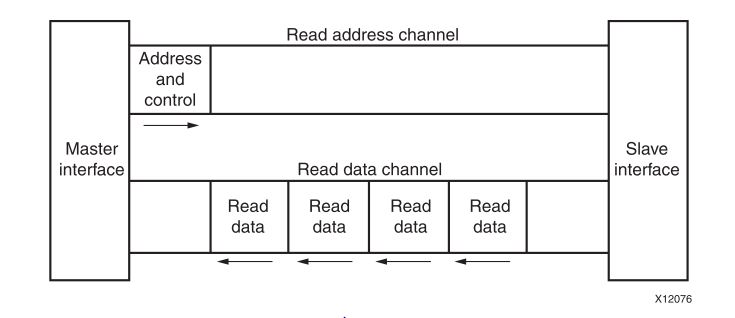 Read address channel
Address
and
control
Master
interface
Slave
interface
Read data channel
Read
data
Read
data
Read
data
Read
data
X12076